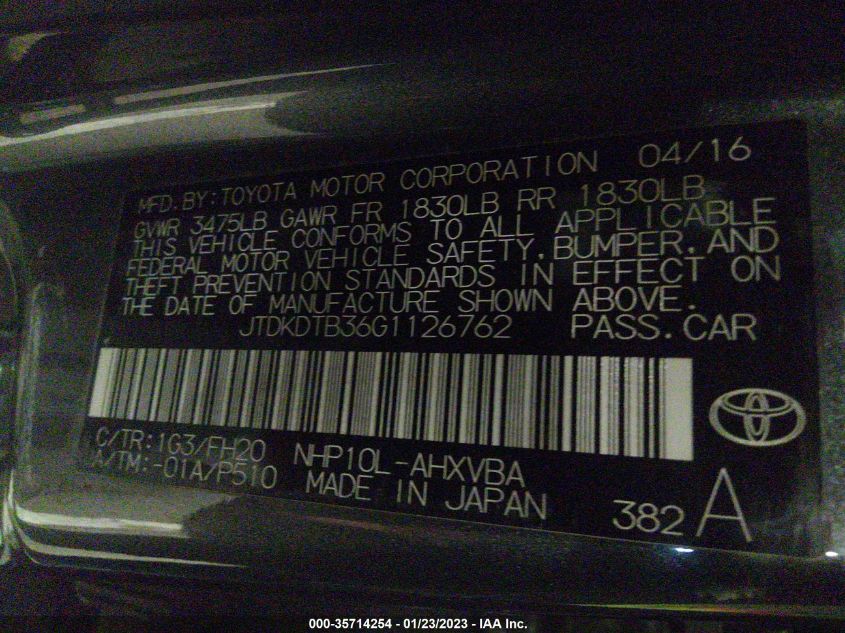 MFD.BY:TOYOTA MOTOR CORPORATION 04/16
GVWR 3475LB GAWR FR 1830LB RR 1830LB
THIS VEHICLE CONFORMS TO ALL APPLICABLE
FEDERAL MOTOR VEHICLE SAFETY,BUMPER,AND
THEFT PREVENTION STANDARDS IN EFFECT ON
THE DATE OF MANUFACTURE SHOWN ABOVE.
JTDKDTB36G1126762 PASS.CAR
C/TR:1G3/FH20 NHP10L-AHXVBA
A/TM:-01A/P510 MADE IN JAPAN
382 A
000-35714254 - 01/23/2023 - IAA Inc.